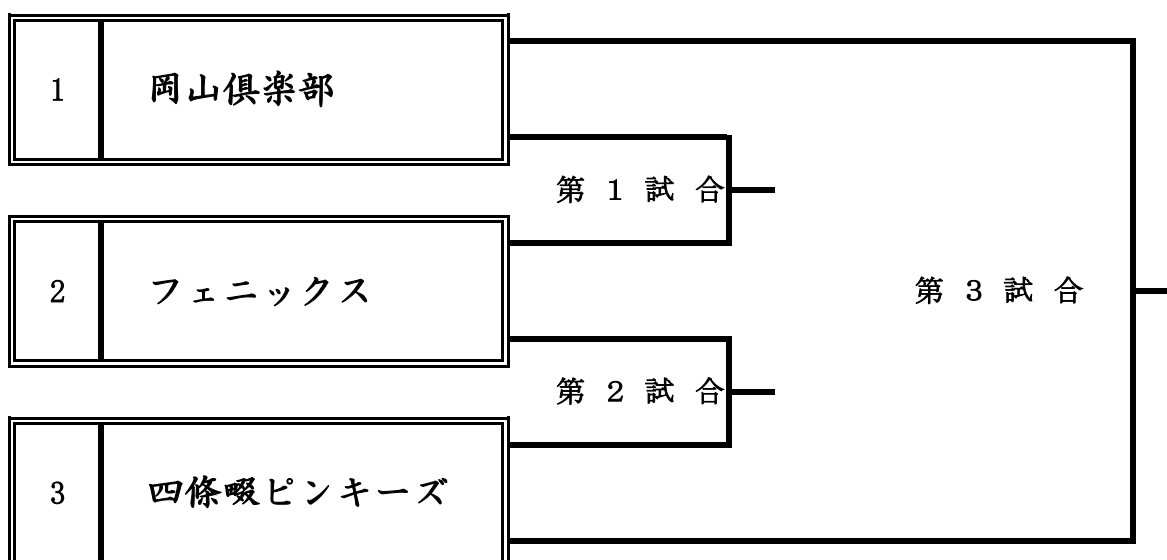 1 岡山倶楽部
第1試合
2 フェニックス
第3試合
第2試合
3 四條畷ピンキーズ